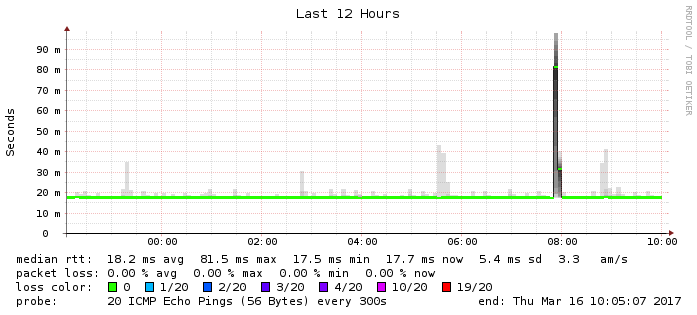 Last 12 Hours
RRDTOOL / TOBI OETIKER
Seconds
90 m
80 m
70 m
60 m
50 m
40 m
30 m
20 m
10 m
0
00:00 02:00 04:00 06:00 08:00 10:00
median rtt: 18.2 ms avg 81.5 ms max 17.5 ms min 17.7 ms now 5.4 ms sd 3.3 am/s
packet loss: 0.00 % avg 0.00 % max 0.00 % min 0.00 % now
loss color: 0 1/20 2/20 3/20 4/20 10/20 19/20
probe: 20 ICMP Echo Pings (56 Bytes) every 300s end: Thu Mar 16 10:05:07 2017